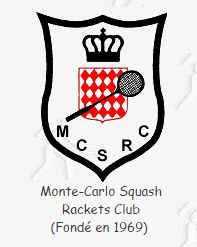 M C S R C
Monte-Carlo Squash
Rackets Club
(Fondé en 1969)